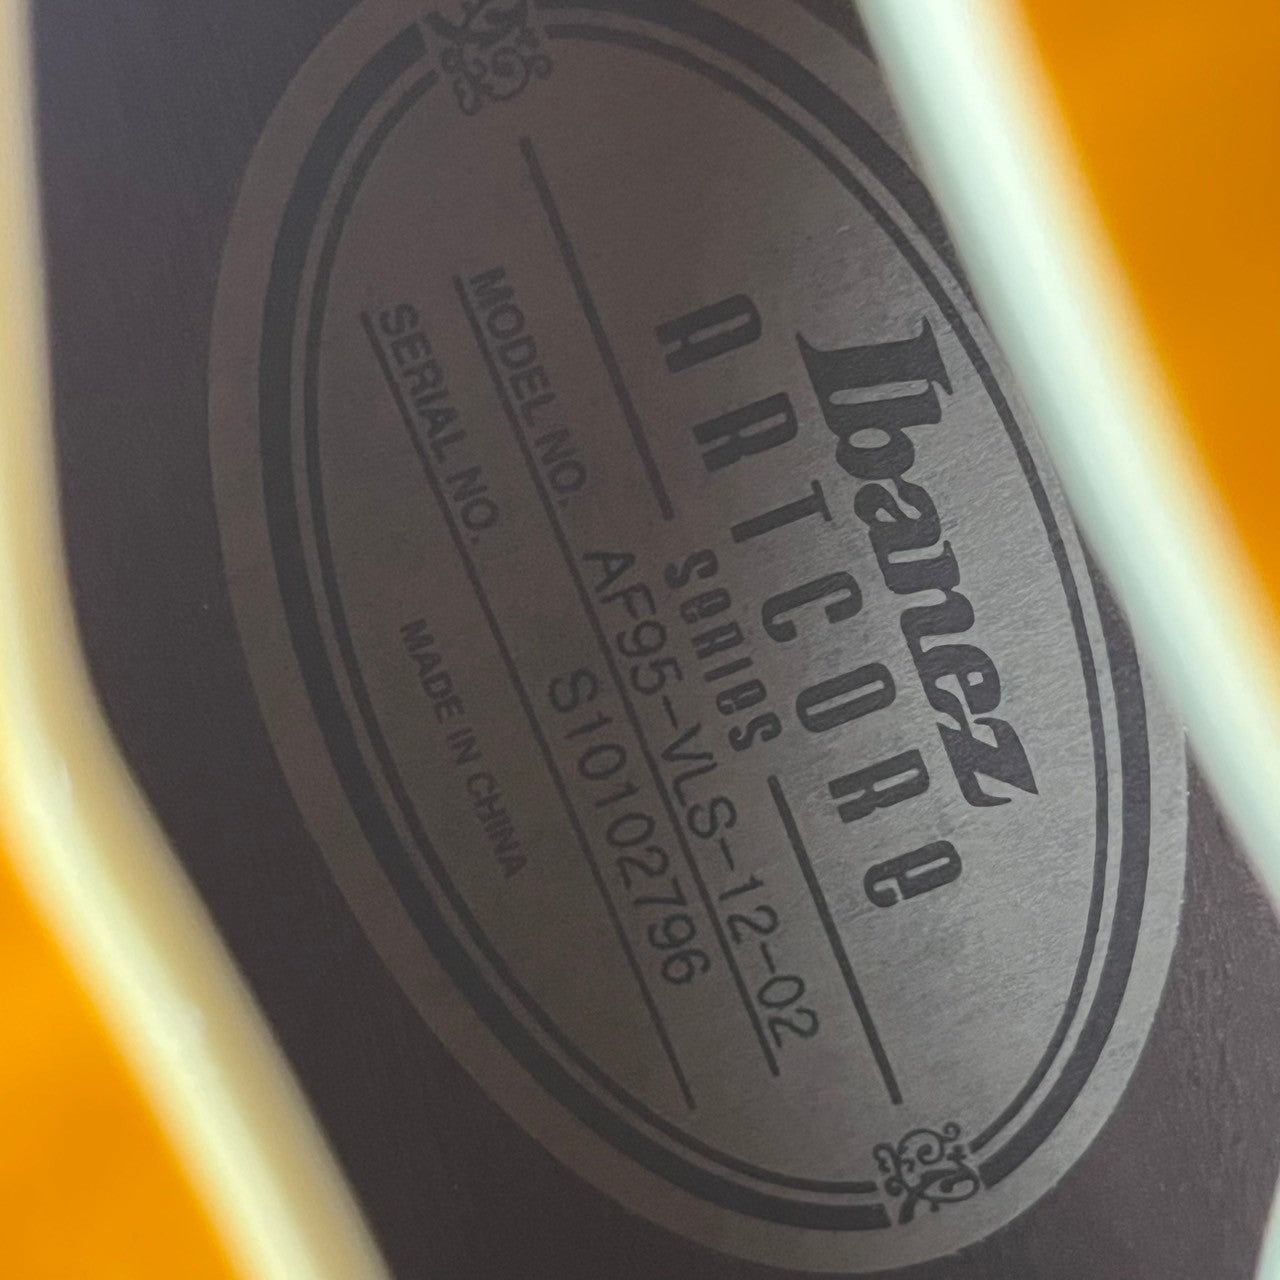 Ibanez
ARTCORE
series
MODEL NO. AF95-VLS-12-02
SERIAL NO. S10102796
MADE IN CHINA